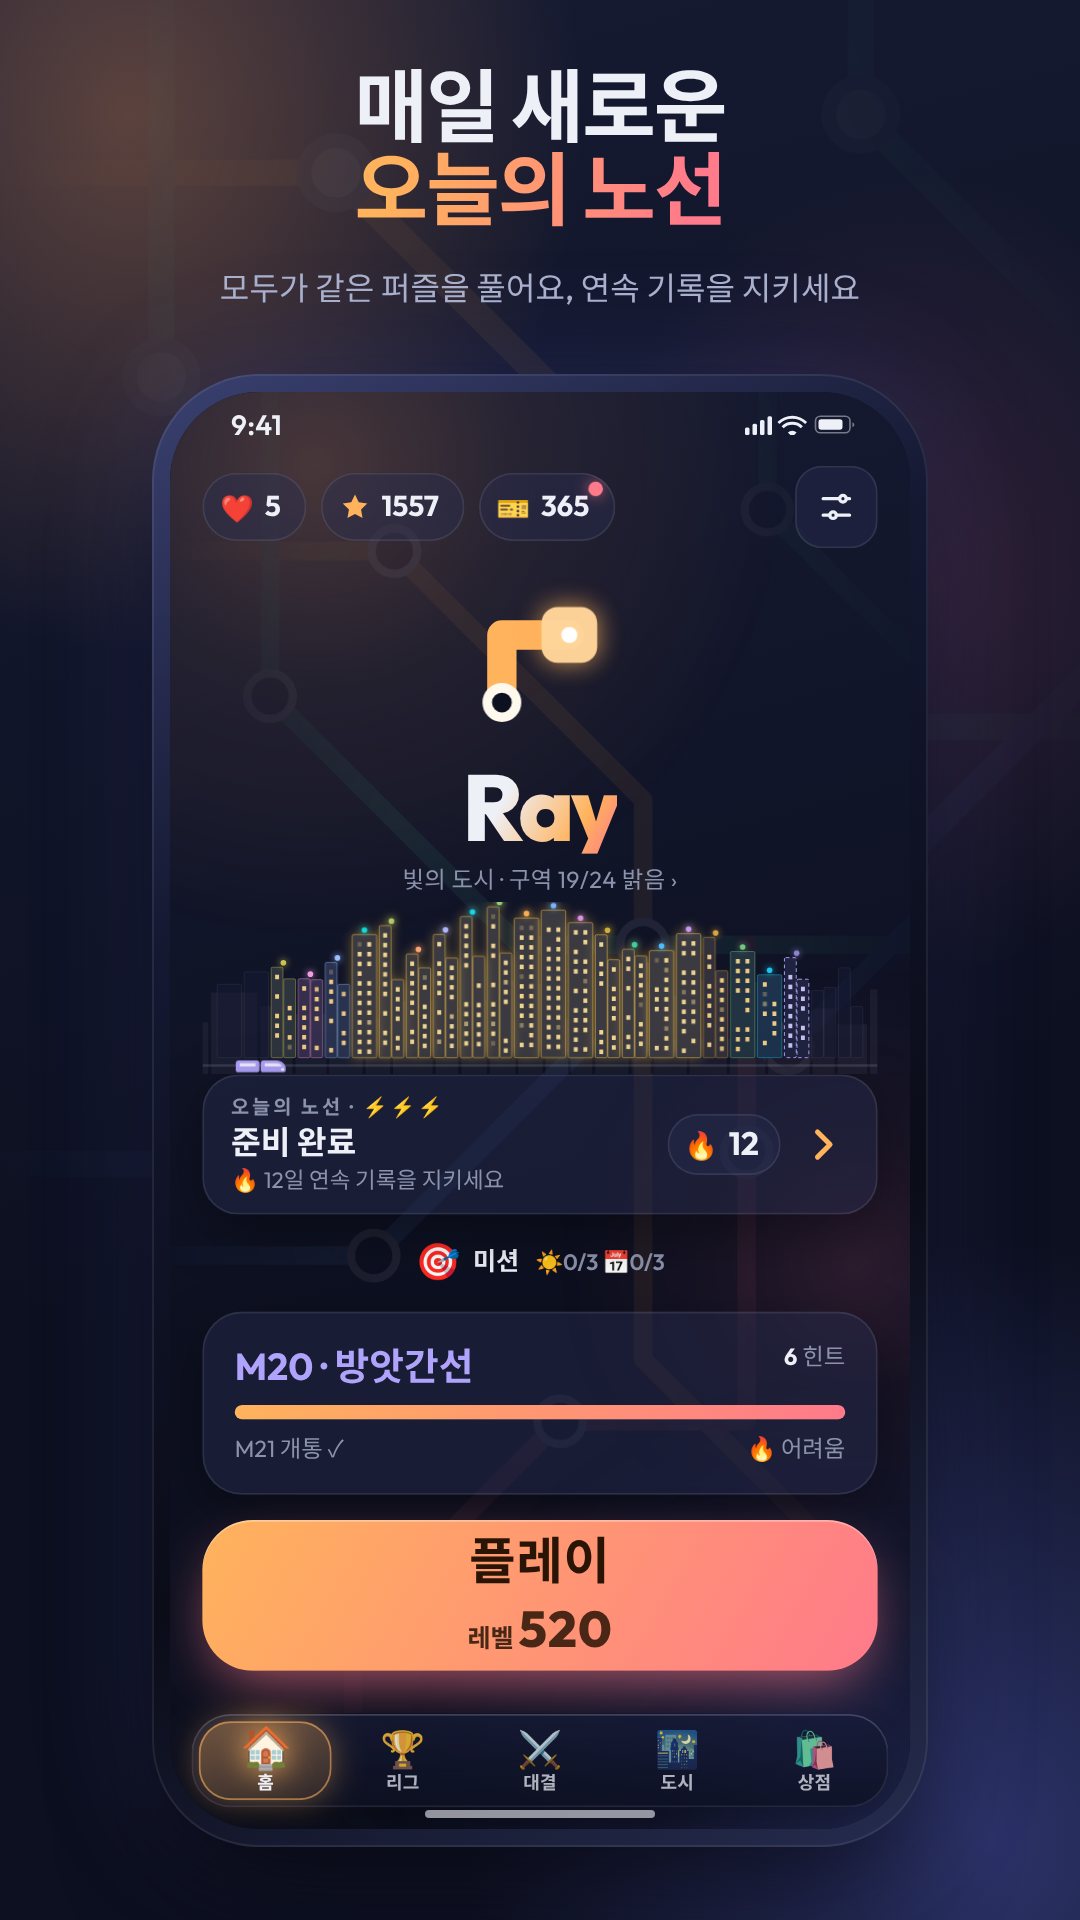 매일 새로운
오늘의 노선
모두가 같은 퍼즐을 풀어요, 연속 기록을 지키세요
9:41
5
1557
365
Ray
빛의 도시 · 구역 19/24 밝음 ›
오늘의 노선 ·
준비 완료
12일 연속 기록을 지키세요
12
미션 0/3 0/3
M20 · 방앗간선
6 힌트
M21 개통 ✓
어려움
플레이
레벨 520
홈
리그
대결
도시
상점